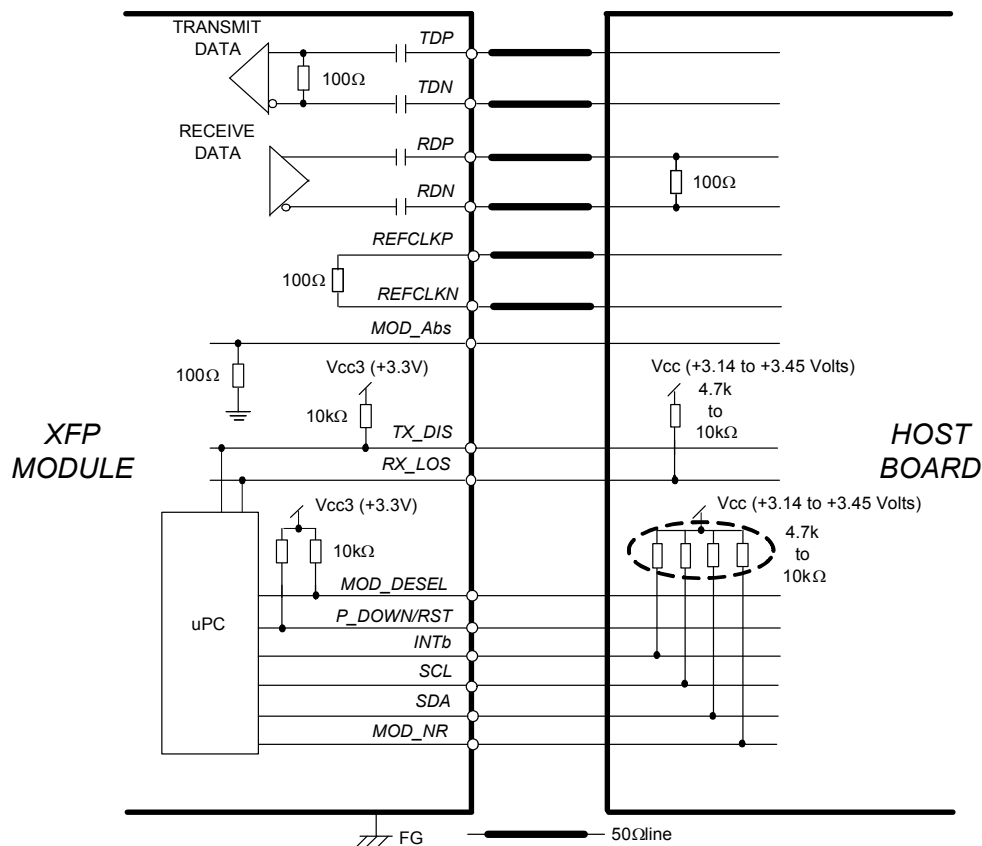 TRANSMIT
DATA
TDP
100Ω
TDN
RECEIVE
DATA
RDP
RDN
100Ω
REFCLKP
100Ω
REFCLKN
MOD_Abs
100Ω
Vcc3 (+3.3V)
10kΩ
Vcc (+3.14 to +3.45 Volts)
4.7k
to
10kΩ
XFP
MODULE
TX_DIS
RX_LOS
HOST
BOARD
Vcc3 (+3.3V)
10kΩ
Vcc (+3.14 to +3.45 Volts)
4.7k
to
10kΩ
MOD_DESEL
uPC
P_DOWN/RST
INTb
SCL
SDA
MOD_NR
FG
50Ωline